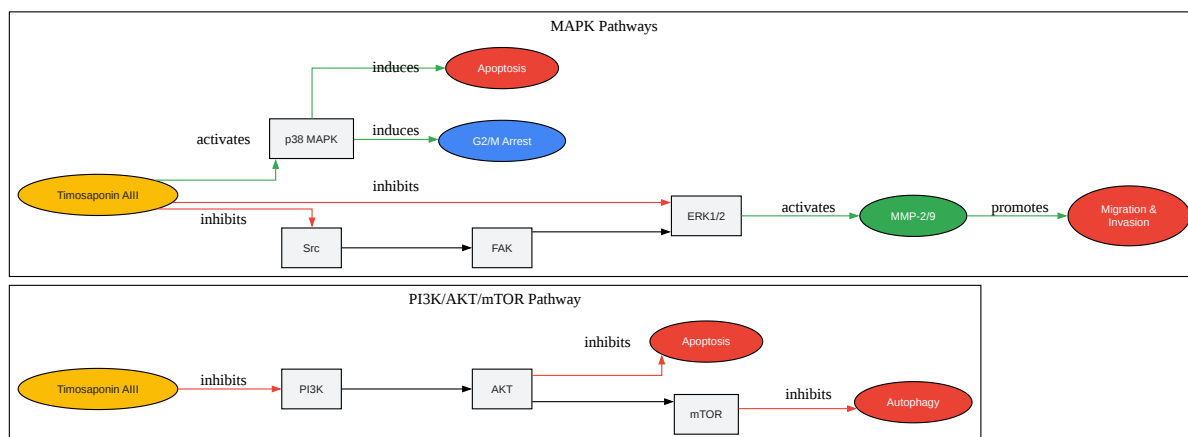 MAPK Pathways
induces
Apoptosis
activates
p38 MAPK
induces
G2/M Arrest
Timosaponin AIII
inhibits
inhibits
ERK1/2
activates
MMP-2/9
promotes
Migration &
Invasion
Src
FAK
PI3K/AKT/mTOR Pathway
inhibits
Apoptosis
Timosaponin AIII
inhibits
PI3K
AKT
mTOR
inhibits
Autophagy